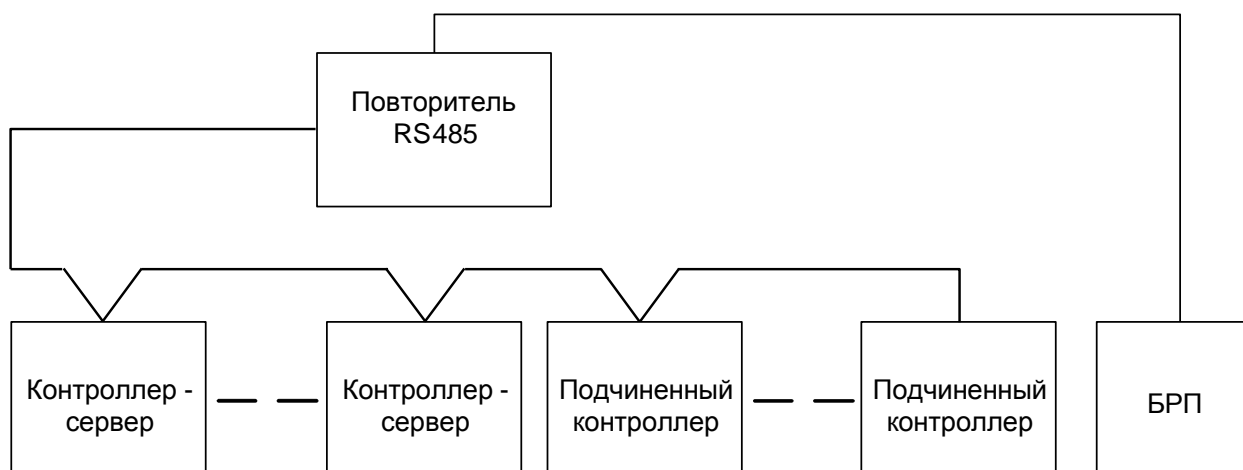 Повторитель
RS485
Контроллер -
сервер
Контроллер -
сервер
Подчиненный
контроллер
Подчиненный
контроллер
БРП